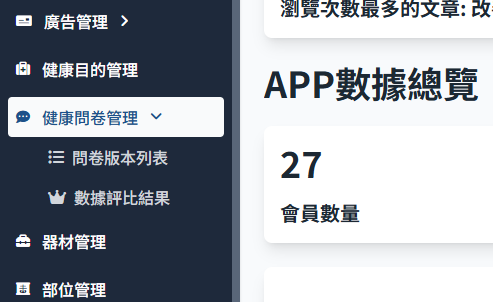 廣告管理
健康目的管理
健康問卷管理
問卷版本列表
數據評比結果
器材管理
部位管理
瀏覽次數最多的文章: 改
APP數據總覽
27
會員數量